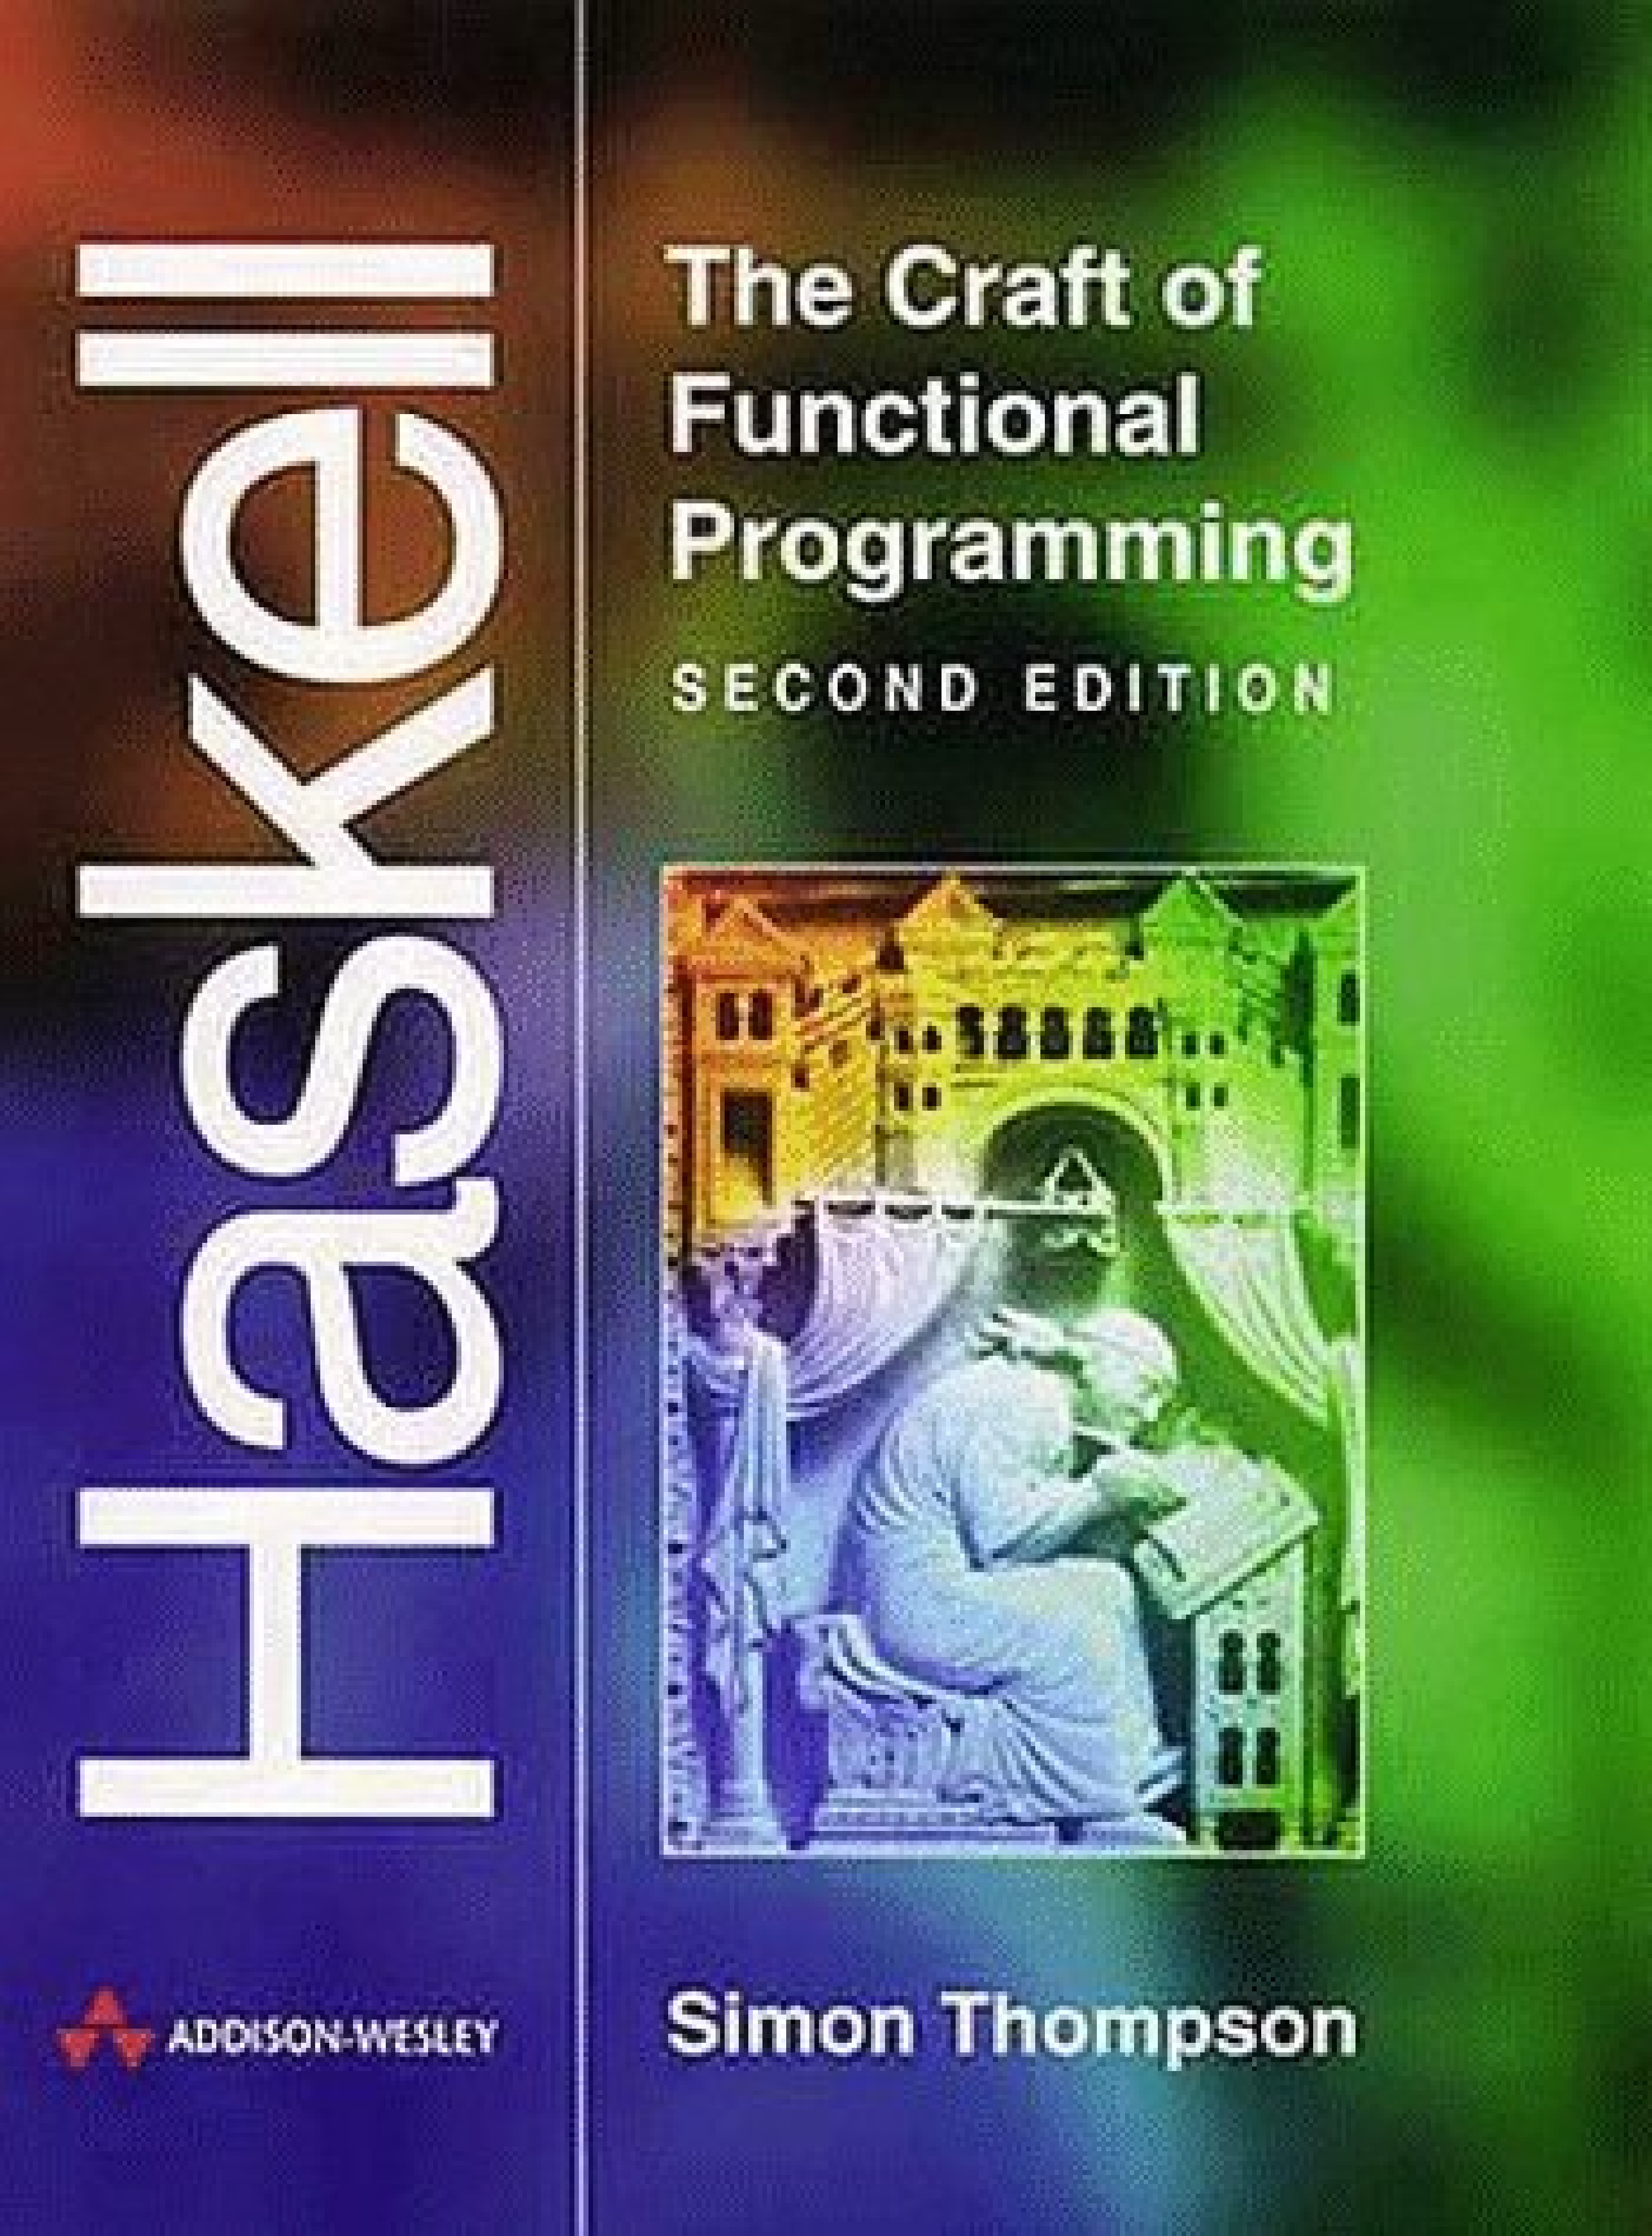 Haskell
The Craft of
Functional
Programming
SECOND EDITION
Simon Thompson
ADDISON-WESLEY